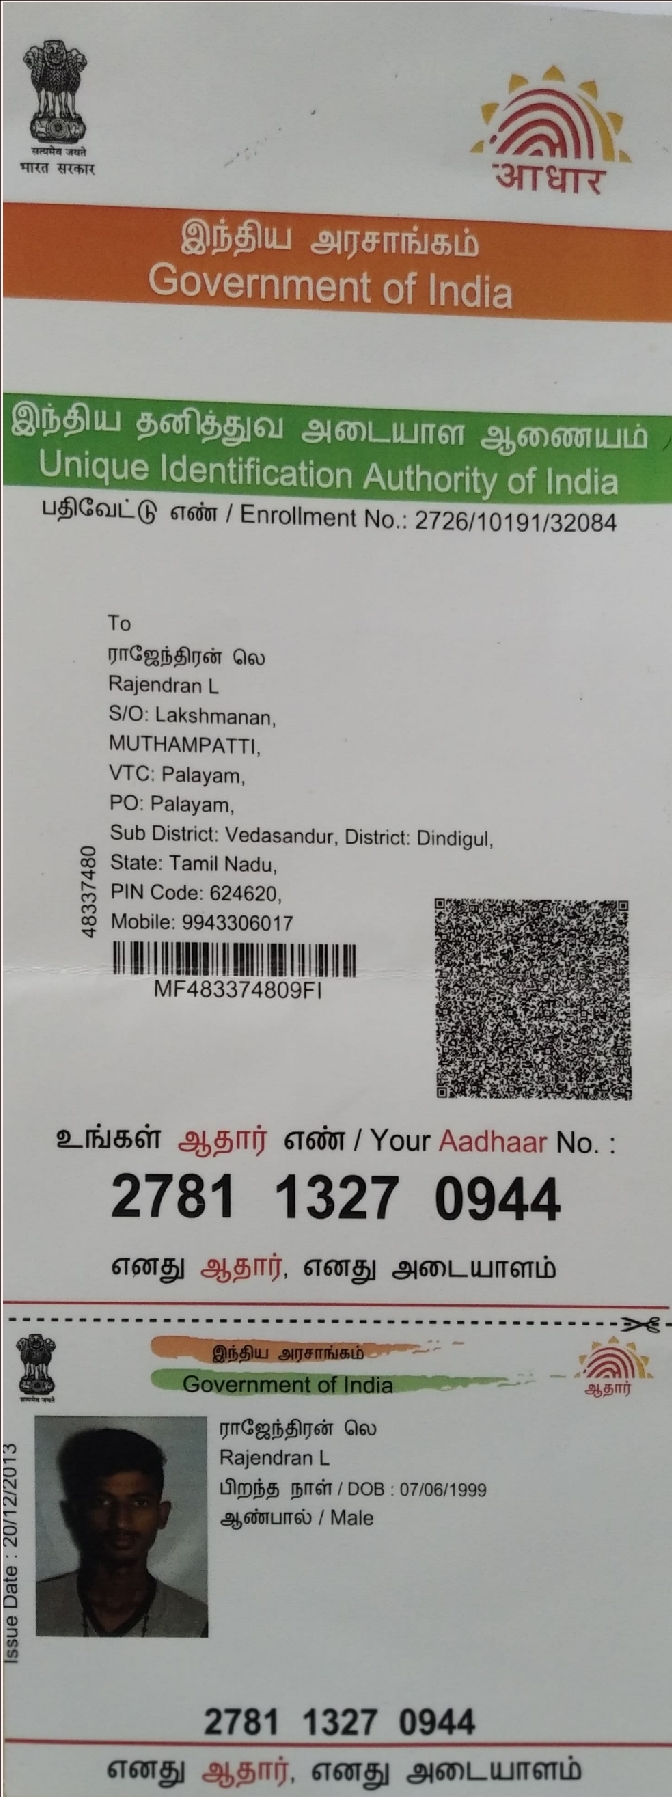 सत्यमेव जयते
भारत सरकार
आधार
இந்திய அரசாங்கம்
Government of India
இந்திய தனித்துவ அடையாள ஆணையம்
Unique Identification Authority of India
பதிவேட்டு எண் / Enrollment No.: 2726/10191/32084
To
ராஜேந்திரன் லெ
Rajendran L
S/O: Lakshmanan,
MUTHAMPATTI,
VTC: Palayam,
PO: Palayam,
Sub District: Vedasandur, District: Dindigul,
State: Tamil Nadu,
PIN Code: 624620,
Mobile: 9943306017
48337480
MF483374809FI
உங்கள் ஆதார் எண் / Your Aadhaar No. :
2781 1327 0944
எனது ஆதார், எனது அடையாளம்
இந்திய அரசாங்கம்
Government of India
सत्यमेव जयते
ஆதார்
ராஜேந்திரன் லெ
Rajendran L
பிறந்த நாள் / DOB : 07/06/1999
ஆண்பால் / Male
Issue Date : 20/12/2013
2781 1327 0944
எனது ஆதார், எனது அடையாளம்